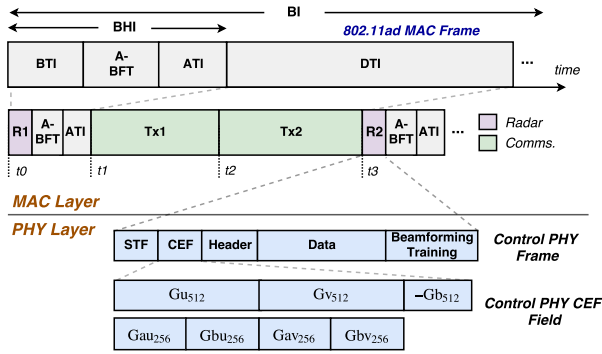 BI
BHI
802.11ad MAC Frame
BTI
A-
BFT
ATI
DTI
...
time
R1
A-
BFT
ATI
Tx1
Tx2
R2
A-
BFT
ATI
...
Radar
Comms.
t0
t1
t2
t3
MAC Layer
PHY Layer
STF
CEF
Header
Data
Beamforming
Training
Control PHY
Frame
Gu512
Gv512
–Gb512
Control PHY CEF
Field
Gau256
Gbu256
Gav256
Gbv256